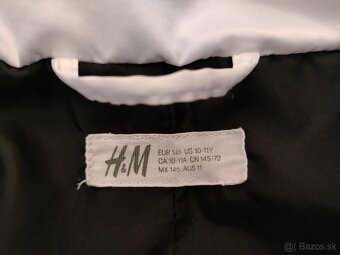 H&M
EUR 146 US 10-11Y
CA 10-11A CN 145/72
MX 146 AUS 11
© Bazos.sk